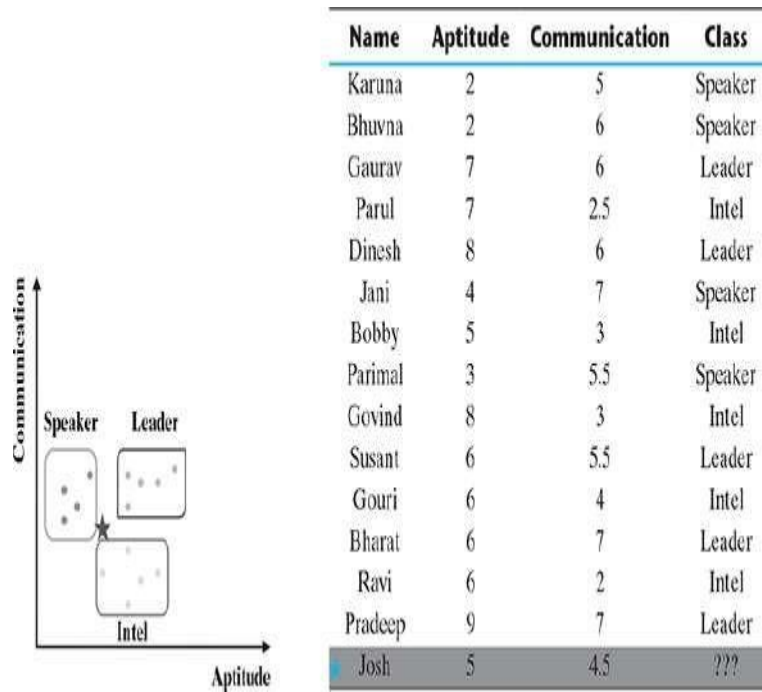 Communication
Speaker Leader
Intel
Aptitude
Name Aptitude Communication Class
Karuna 2 5 Speaker
Bhuvna 2 6 Speaker
Gaurav 7 6 Leader
Parul 7 2.5 Intel
Dinesh 8 6 Leader
Jani 4 7 Speaker
Bobby 5 3 Intel
Parimal 3 5.5 Speaker
Govind 8 3 Intel
Susant 6 5.5 Leader
Gouri 6 4 Intel
Bharat 6 7 Leader
Ravi 6 2 Intel
Pradeep 9 7 Leader
Josh 5 4.5 ???